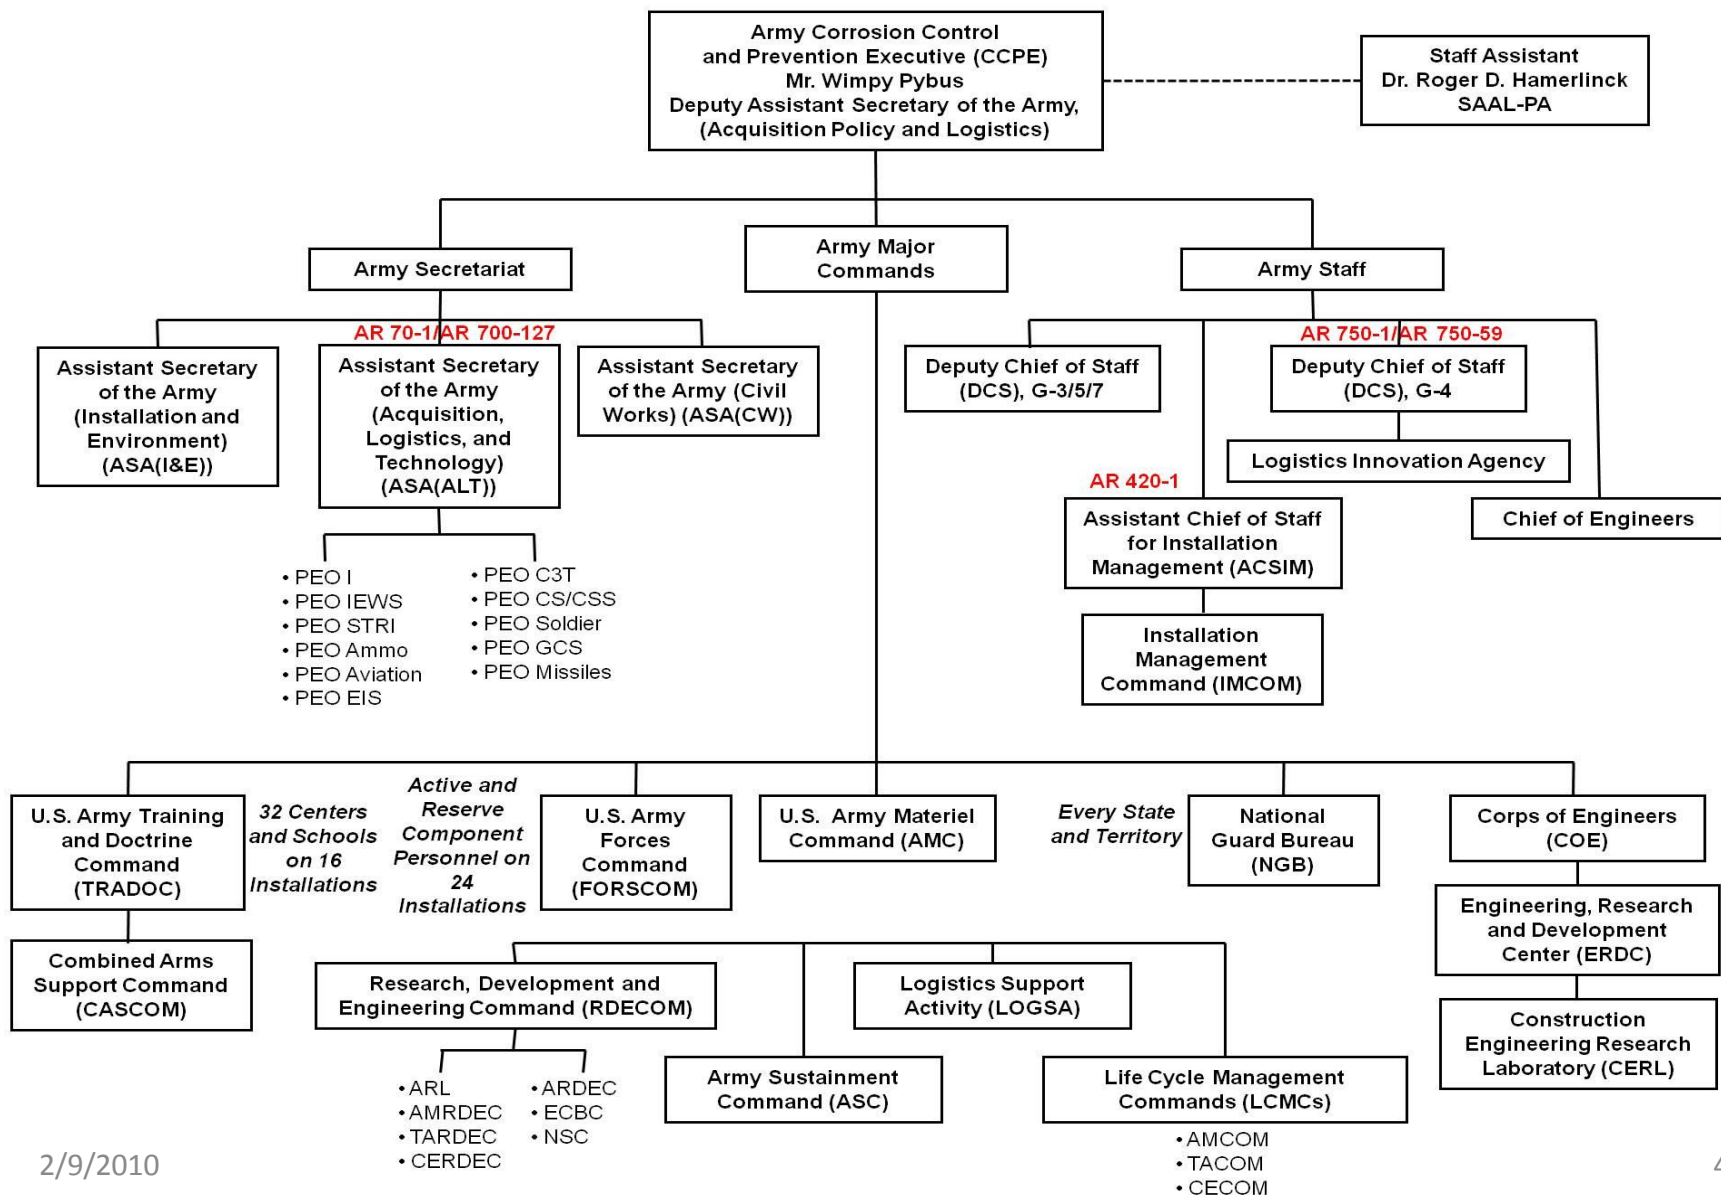 Army Corrosion Control
and Prevention Executive (CCPE)
Mr. Wimpy Pybus
Deputy Assistant Secretary of the Army,
(Acquisition Policy and Logistics)
Staff Assistant
Dr. Roger D. Hamerlinck
SAAL-PA
Army Secretariat
Army Major
Commands
Army Staff
AR 70-1/AR 700-127
AR 750-1/AR 750-59
Assistant Secretary
of the Army
(Installation and
Environment)
(ASA(I&E))
Assistant Secretary
of the Army
(Acquisition,
Logistics, and
Technology)
(ASA(ALT))
Assistant Secretary
of the Army (Civil
Works) (ASA(CW))
Deputy Chief of Staff
(DCS), G-3/5/7
Deputy Chief of Staff
(DCS), G-4
Logistics Innovation Agency
AR 420-1
Assistant Chief of Staff
for Installation
Management (ACSIM)
Chief of Engineers
Installation
Management
Command (IMCOM)
• PEO I
• PEO IEWS
• PEO STRI
• PEO Ammo
• PEO Aviation
• PEO EIS
• PEO C3T
• PEO CS/CSS
• PEO Soldier
• PEO GCS
• PEO Missiles
U.S. Army Training
and Doctrine
Command
(TRADOC)
32 Centers
and Schools
on 16
Installations
Active and
Reserve
Component
Personnel on
24
Installations
U.S. Army
Forces
Command
(FORSCOM)
U.S. Army Materiel
Command (AMC)
Every State
and Territory
National
Guard Bureau
(NGB)
Corps of Engineers
(COE)
Combined Arms
Support Command
(CASCOM)
Engineering, Research
and Development
Center (ERDC)
Construction
Engineering Research
Laboratory (CERL)
Research, Development and
Engineering Command (RDECOM)
Logistics Support
Activity (LOGSA)
Army Sustainment
Command (ASC)
Life Cycle Management
Commands (LCMCs)
• ARL
• AMRDEC
• TARDEC
• CERDEC
• ARDEC
• ECBC
• NSC
• AMCOM
• TACOM
• CECOM
2/9/2010
4